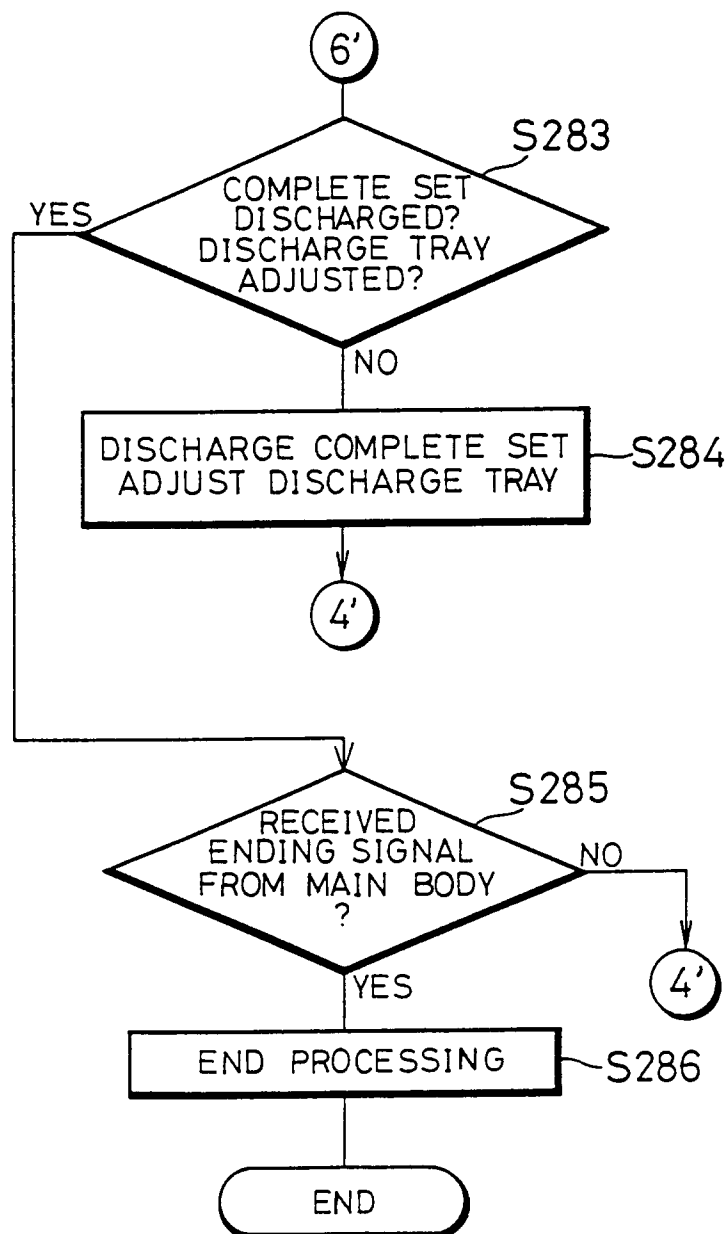 6'
S283
COMPLETE SET
DISCHARGED?
DISCHARGE TRAY
ADJUSTED?
YES
NO
DISCHARGE COMPLETE SET
ADJUST DISCHARGE TRAY
S284
4'
S285
RECEIVED
ENDING SIGNAL
FROM MAIN BODY
?
NO
4'
YES
END PROCESSING
S286
END